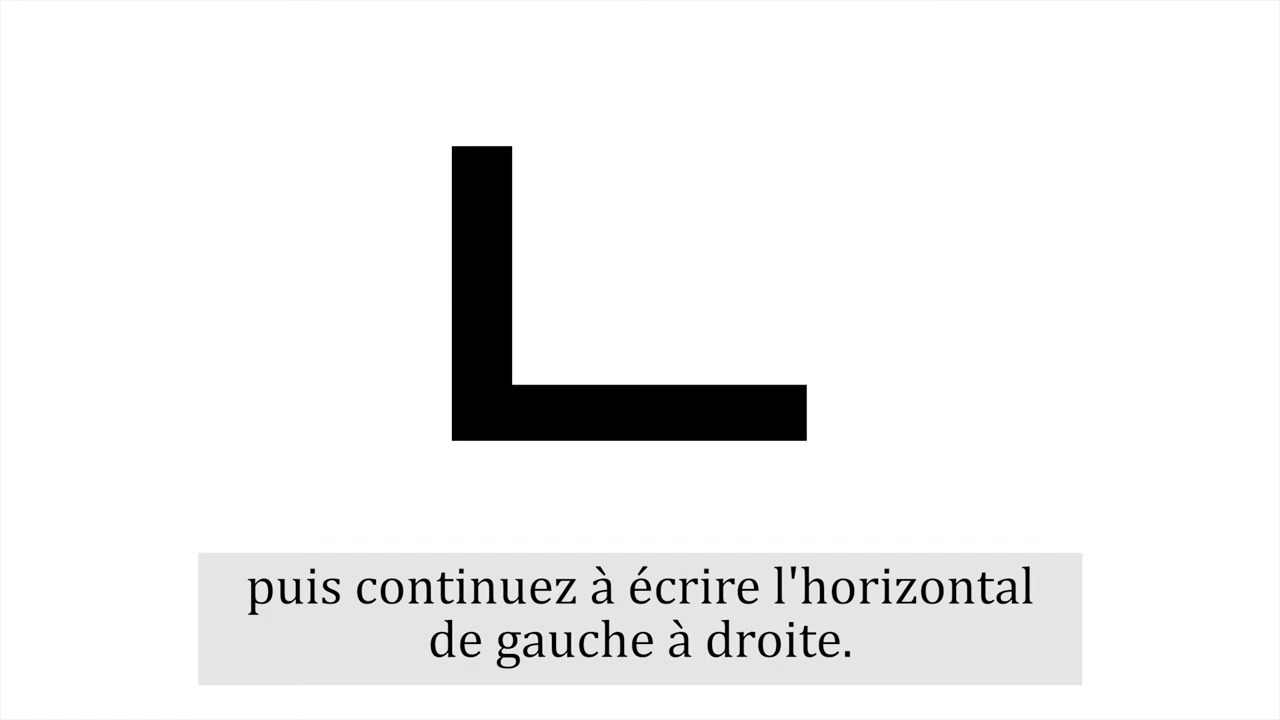 ㄴ
puis continuez à écrire l'horizontal
de gauche à droite.